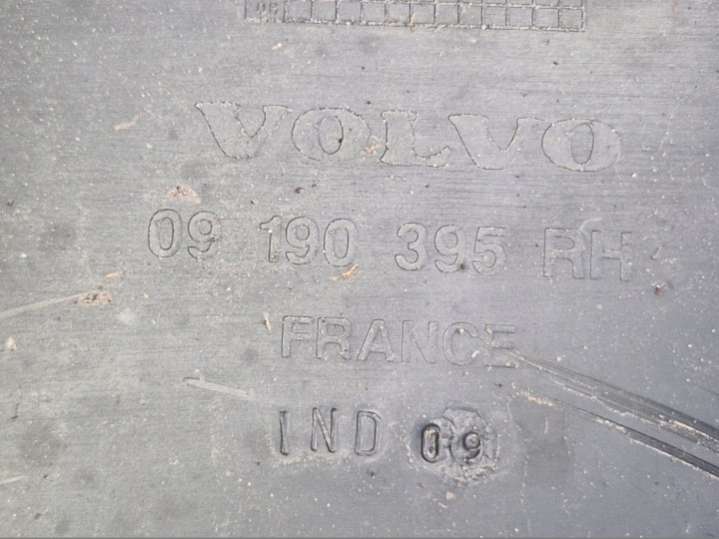 VOLVO
09 190 395 RH
FRANCE
IND 09